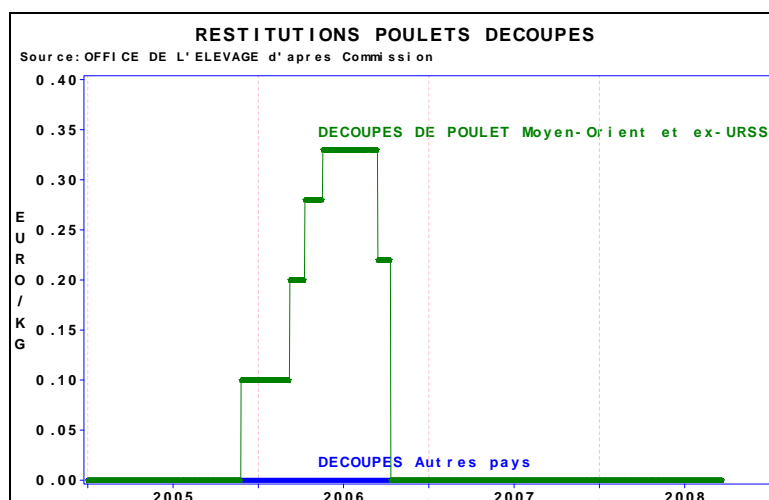 RESTITUTIONS POULETS DECOUPES
Source: OFFICE DE L'ELEVAGE d'apres Commission
0.40
DECOUPES DE POULET Moyen-Orient et ex-URSS
0.35
0.30
0.25
0.20
0.15
0.10
0.05
0.00
EURO/KG
DECOUPES Autres pays
2005 2006 2007 2008